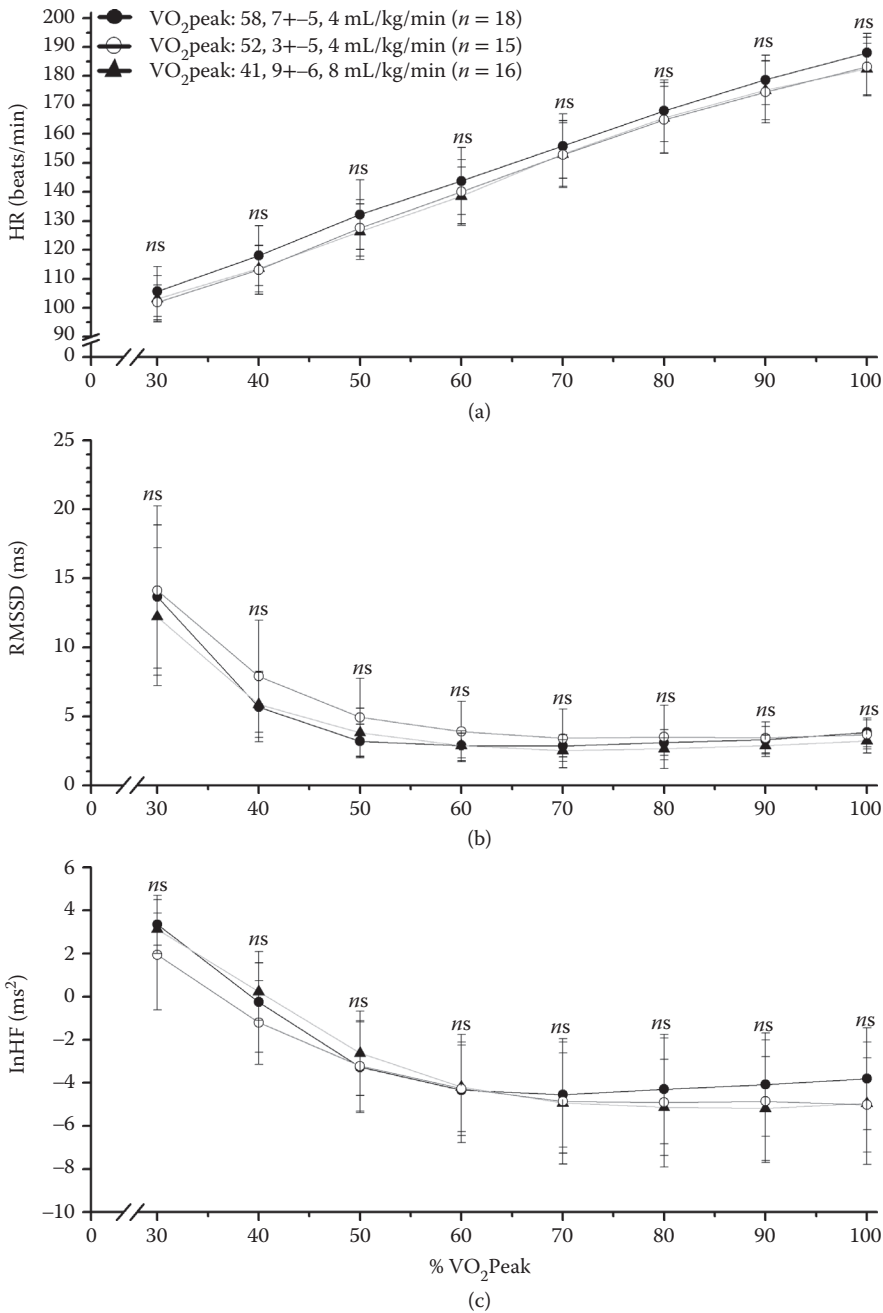 VO₂peak: 58, 7+−5, 4 mL/kg/min (n = 18)
VO₂peak: 52, 3+−5, 4 mL/kg/min (n = 15)
VO₂peak: 41, 9+−6, 8 mL/kg/min (n = 16)
HR (beats/min)
200
190
180
170
160
150
140
130
120
110
100
90
0
ns ns ns ns ns ns ns ns
0 30 40 50 60 70 80 90 100
(a)
RMSSD (ms)
25
20
15
10
5
0
ns ns ns ns ns ns ns ns
0 30 40 50 60 70 80 90 100
(b)
InHF (ms²)
6
4
2
0
−2
−4
−6
−8
−10
ns ns ns ns ns ns ns ns
0 30 40 50 60 70 80 90 100
% VO₂Peak
(c)